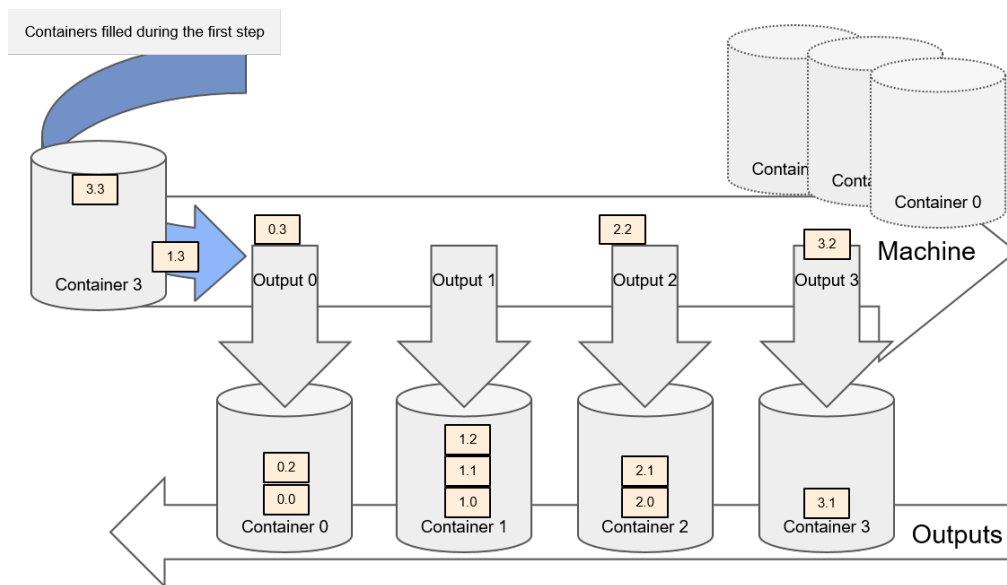 Containers filled during the first step
3.3
Container 3
1.3
0.3
2.2
3.2
Output 0
Output 1
Output 2
Output 3
Contain
Conta
Container 0
Machine
0.2
0.0
Container 0
1.2
1.1
1.0
Container 1
2.1
2.0
Container 2
3.1
Container 3
Outputs